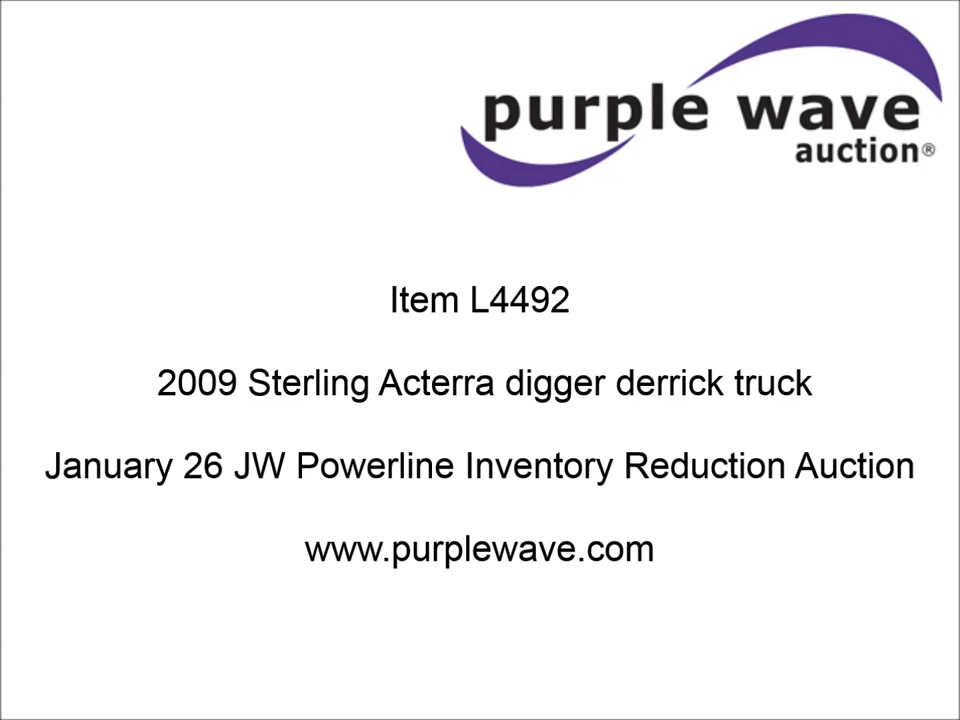 purple wave
auction®
Item L4492
2009 Sterling Acterra digger derrick truck
January 26 JW Powerline Inventory Reduction Auction
www.purplewave.com